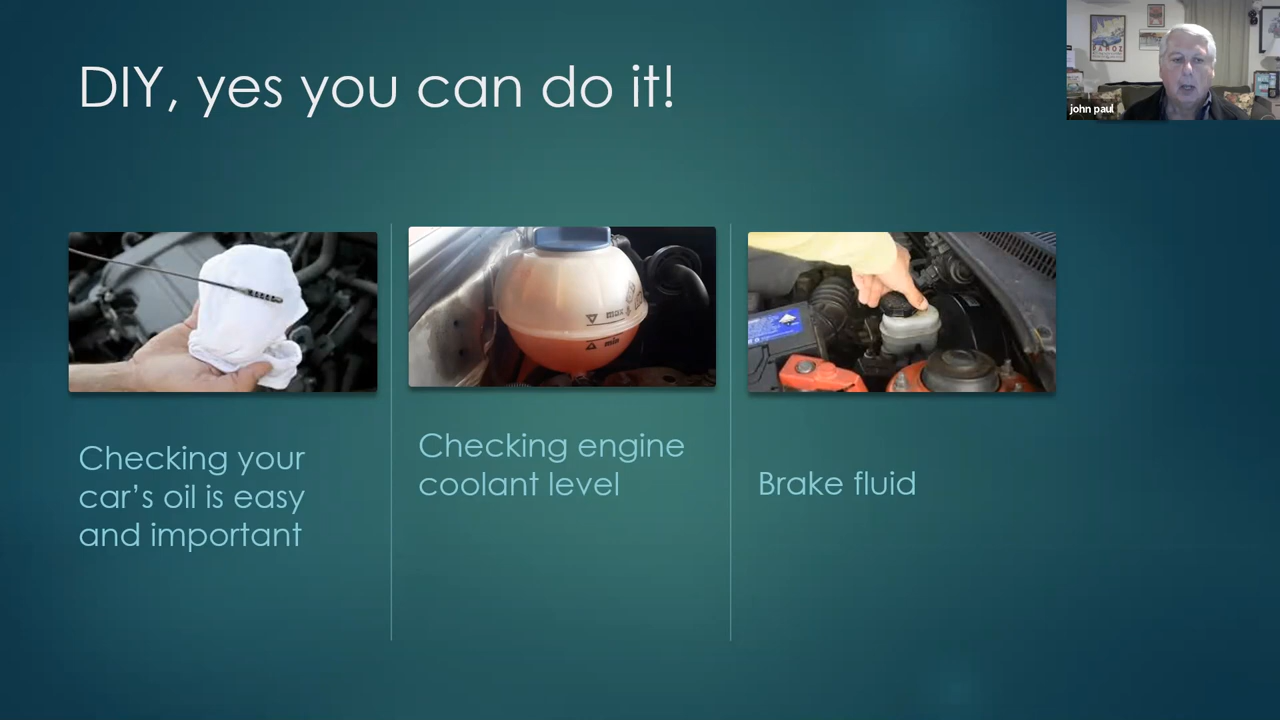 DIY, yes you can do it!
john paul
max
min
Checking your
car's oil is easy
and important
Checking engine
coolant level
Brake fluid